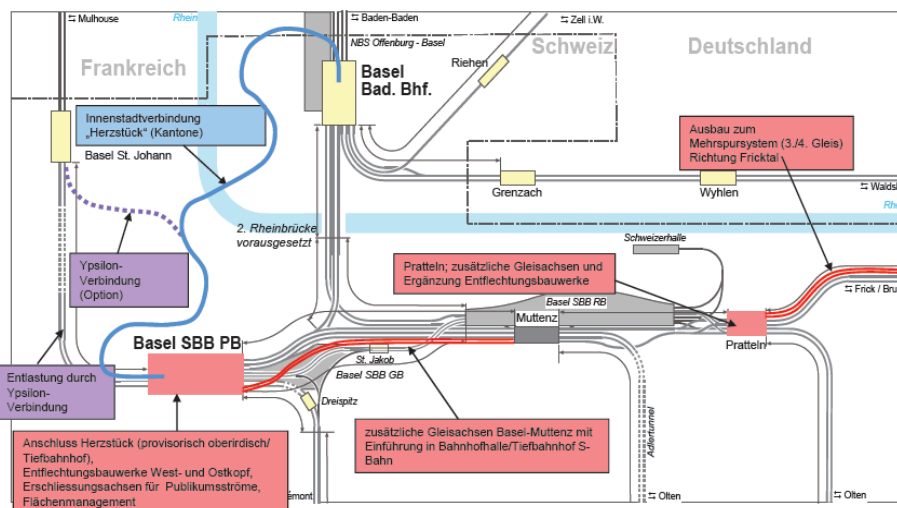 Mulhouse
Rhein
Baden-Baden
Zell i.W.
NBS Offenburg - Basel
Frankreich
Schweiz
Deutschland
Riehen
Basel
Bad. Bhf.
Innenstadtverbindung
„Herzstück“ (Kantone)
Ausbau zum
Mehrspursystem (3./4. Gleis)
Richtung Fricktal
Basel St. Johann
Grenzach
Wyhlen
Waldsh
Rhe
2. Rheinbrücke
vorausgesetzt
Schweizerhalle
Ypsilon-
Verbindung
(Option)
Pratteln; zusätzliche Gleisachsen und
Ergänzung Entflechtungsbauwerke
Frick / Bru
Basel SBB RB
Muttenz
Basel SBB PB
Pratteln
St. Jakob
Basel SBB GB
Entlastung durch
Ypsilon-
Verbindung
Dreispitz
Adlertunnel
Anschluss Herzstück (provisorisch oberirdisch/
Tiefbahnhof),
Entflechtungsbauwerke West- und Ostkopf,
Erschliessungsachsen für Publikumsströme,
Flächenmanagement
zusätzliche Gleisachsen Basel-Muttenz mit
Einführung in Bahnhofhalle/Tiefbahnhof S-
Bahn
émont
Olten
Olten